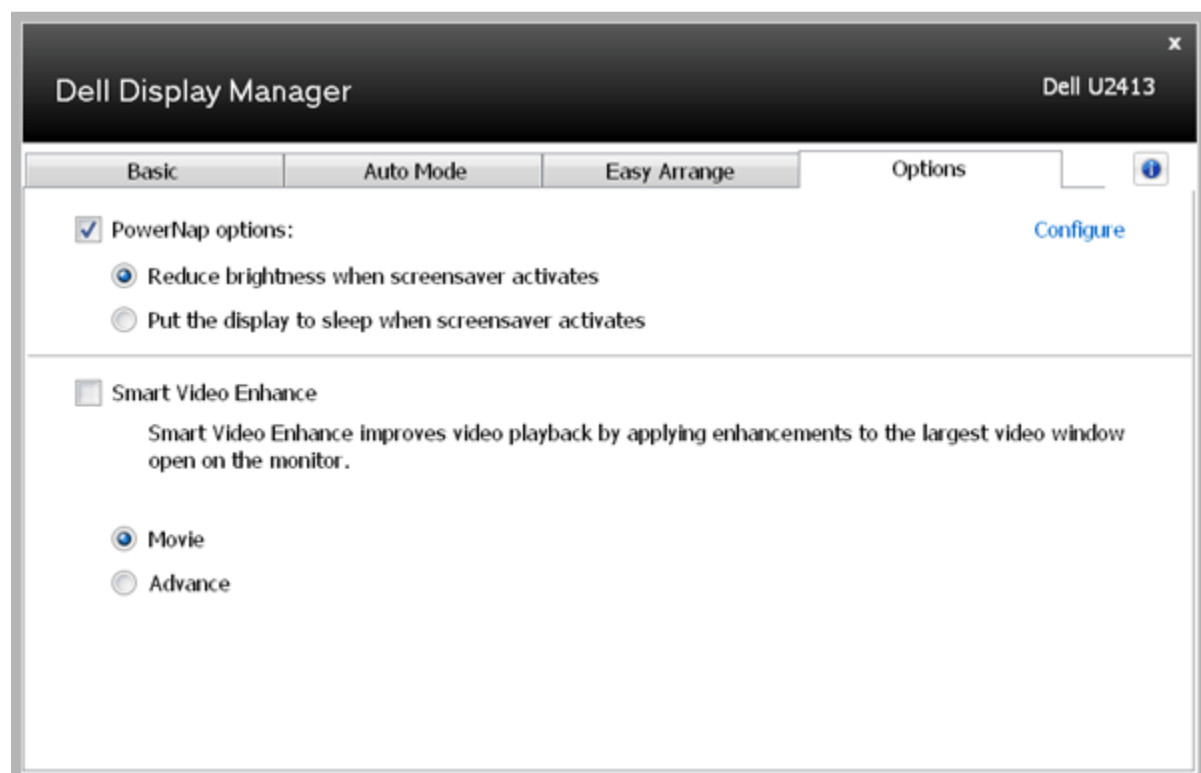 x
Dell Display Manager
Dell U2413
Basic
Auto Mode
Easy Arrange
Options
PowerNap options:
Configure
Reduce brightness when screensaver activates
Put the display to sleep when screensaver activates
Smart Video Enhance
Smart Video Enhance improves video playback by applying enhancements to the largest video window
open on the monitor.
Movie
Advance